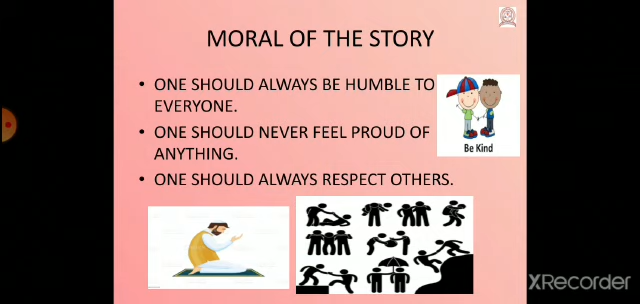 MORAL OF THE STORY
• ONE SHOULD ALWAYS BE HUMBLE TO
EVERYONE.
• ONE SHOULD NEVER FEEL PROUD OF
ANYTHING.
• ONE SHOULD ALWAYS RESPECT OTHERS.
Be Kind
XRecorder